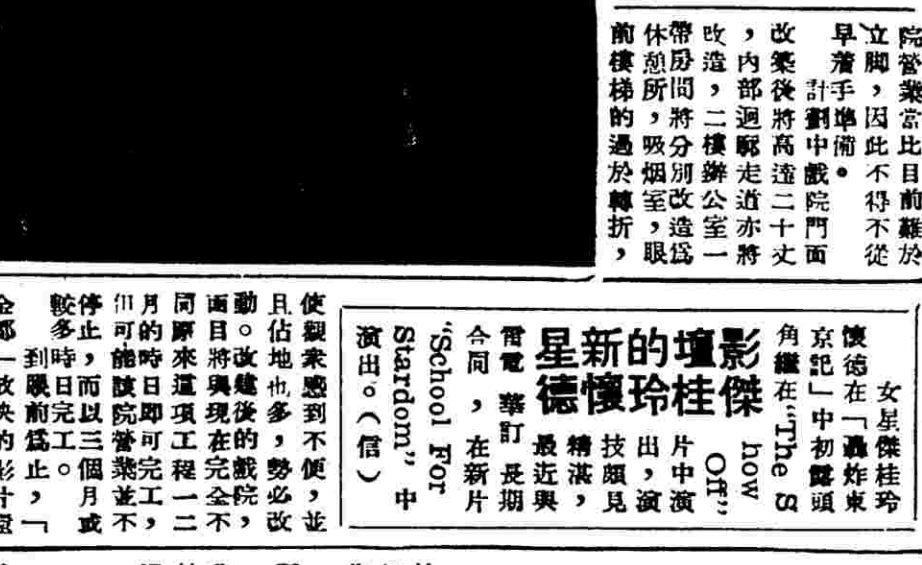 院營業當比目前難於
立脚，因此不得不從
早着手準備。
計劃中戲院門面
改築後將高達二十丈
，內部迴廊走道亦將
改造，二樓辦公室一
帶房間將分別改造爲
休憩所，吸烟室，眼
前樓梯的過於轉折，
使觀衆感到不便，並
且佔地也多，勢必改
動。改建後的戲院，
面目將與現在完全不
同原來這項工程一二
月的時日即可完工，
但可能該院營業並不
停止，而以三個月或
較多時日完工。
到眼前爲止，「
影壇的新星
傑桂玲懷德
女星傑桂玲
懷德在「轟炸東
京記」中初露頭
角繼在"The S
how Off"
片中演
出，演
技頗見
精湛，
最近與
雷電華訂長期
合同，在新片
"School For
Stardom"中
演出。（信）